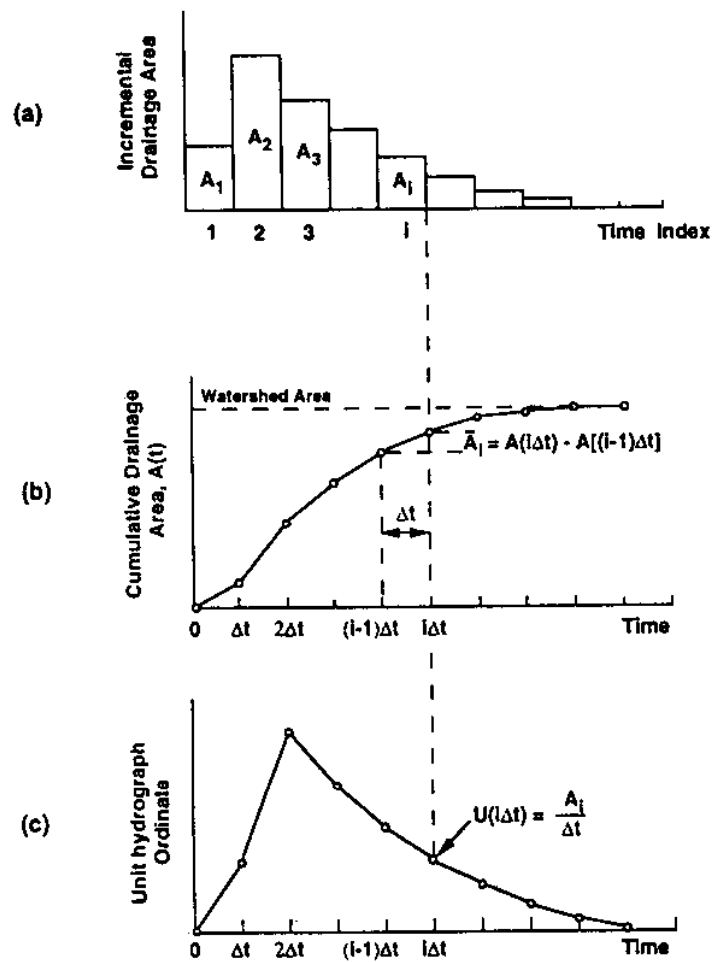 (a)
Incremental
Drainage Area
A1
A2
A3
Ai
1 2 3 i Time Index
(b)
Cumulative Drainage
Area, A(t)
Watershed Area
Āi = A(iΔt) - A[(i-1)Δt]
Δt
0 Δt 2Δt (i-1)Δt iΔt Time
(c)
Unit hydrograph
Ordinate
U(iΔt) = Ai
Δt
0 Δt 2Δt (i-1)Δt iΔt Time